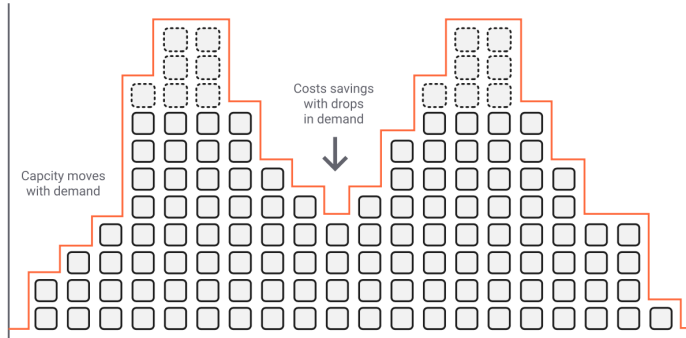 Costs savings
with drops
in demand
Capcity moves
with demand